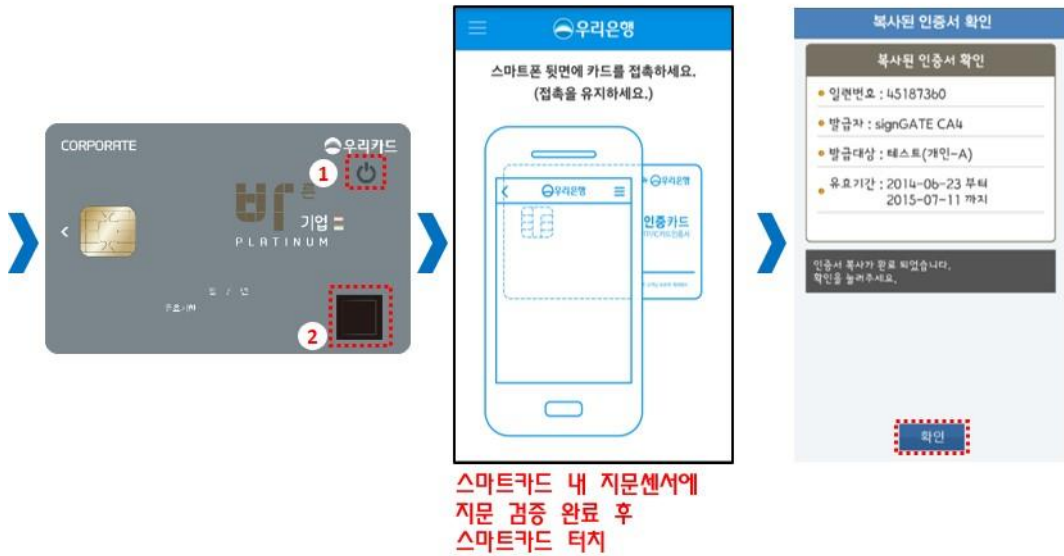 CORPORATE
우리카드
1
바른
기업
PLATINUM
월 / 년
2
우리은행
스마트폰 뒷면에 카드를 접촉하세요.
(접촉을 유지하세요.)
우리은행
우리은행
인증카드
스마트카드 내 지문센서에
지문 검증 완료 후
스마트카드 터치
복사된 인증서 확인
복사된 인증서 확인
일련번호 : 45187360
발급자 : signGATE CA4
발급대상 : 테스트(개인-A)
유효기간 : 2014-06-23 부터
2015-07-11 까지
인증서 복사가 완료 되었습니다.
확인을 눌러주세요.
확인